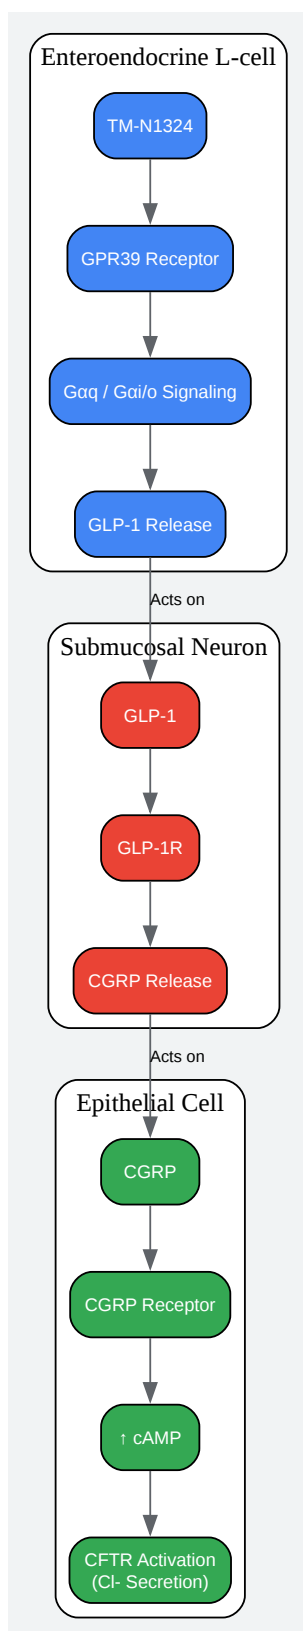 Enteroendocrine L-cell
TM-N1324
GPR39 Receptor
Gαq / Gαi/o Signaling
GLP-1 Release
Acts on
Submucosal Neuron
GLP-1
GLP-1R
CGRP Release
Acts on
Epithelial Cell
CGRP
CGRP Receptor
↑ cAMP
CFTR Activation
(Cl- Secretion)